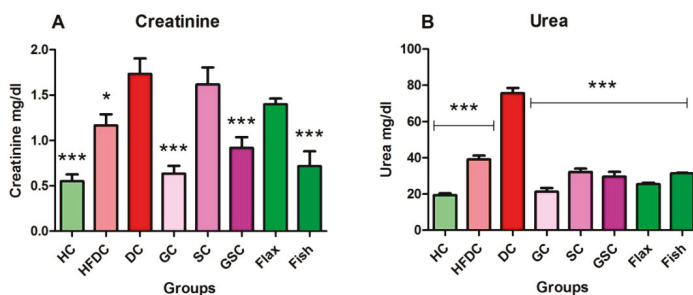 A Creatinine
Creatinine mg/dl
2.0
1.5
1.0
0.5
0.0
***
*
***
***
***
HC HFDC DC GC SC GSC Flax Fish
Groups
B Urea
Urea mg/dl
100
80
60
40
20
0
***
***
HC HFDC DC GC SC GSC Flax Fish
Groups